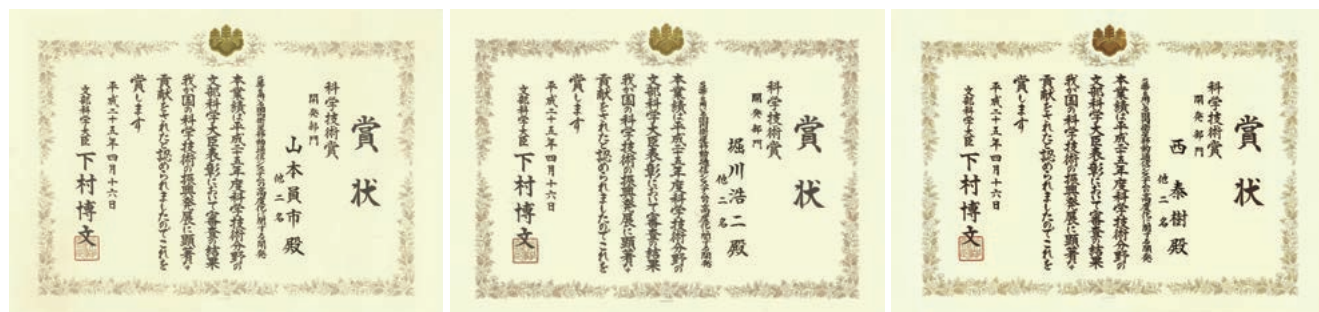 賞状
科学技術賞
開発部門
山本員市殿
他二名
本業績は平成二十五年度科学技術分野の
文部科学大臣表彰において審査の結果
我が国の科学技術の振興発展に顕著な
貢献をされたと認められましたのでこれを
賞します
平成二十五年四月十六日
文部科学大臣 下村博文
賞状
科学技術賞
開発部門
堀川浩二殿
他二名
本業績は平成二十五年度科学技術分野の
文部科学大臣表彰において審査の結果
我が国の科学技術の振興発展に顕著な
貢献をされたと認められましたのでこれを
賞します
平成二十五年四月十六日
文部科学大臣 下村博文
賞状
科学技術賞
開発部門
西泰樹殿
他二名
本業績は平成二十五年度科学技術分野の
文部科学大臣表彰において審査の結果
我が国の科学技術の振興発展に顕著な
貢献をされたと認められましたのでこれを
賞します
平成二十五年四月十六日
文部科学大臣 下村博文